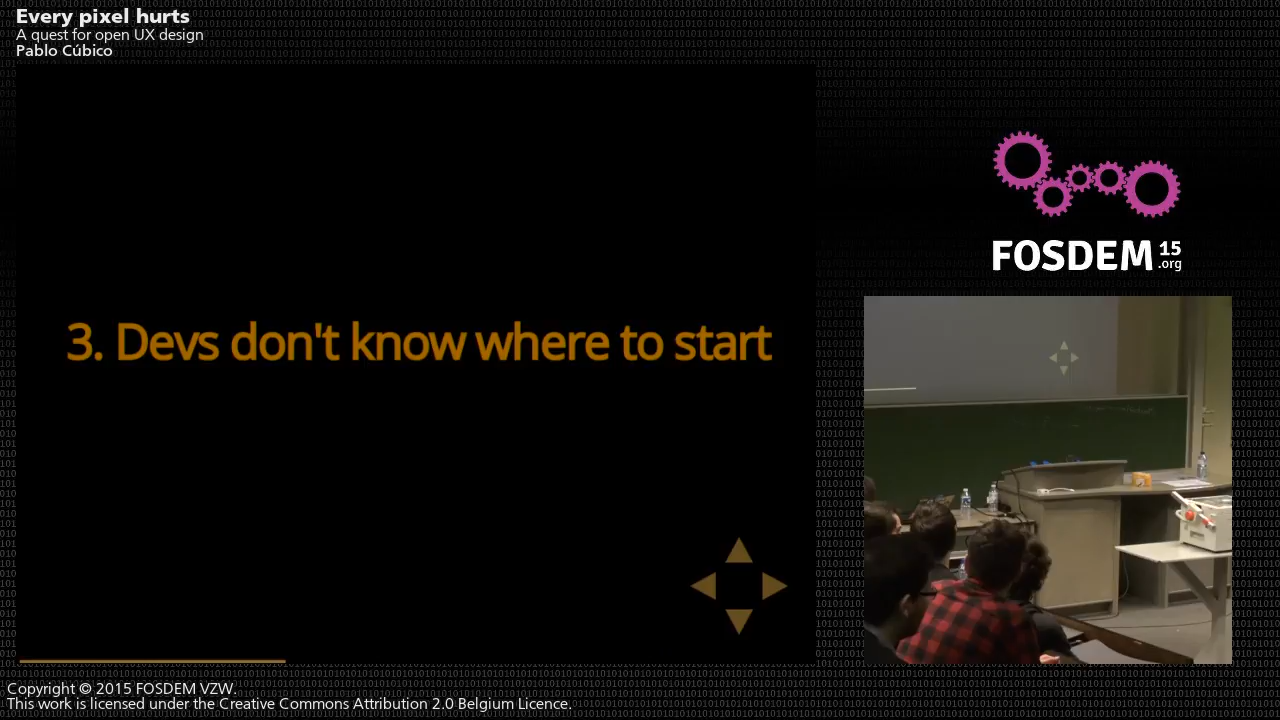 Every pixel hurts
A quest for open UX design
Pablo Cúbico
FOSDEM 15
.org
3. Devs don't know where to start
Copyright © 2015 FOSDEM VZW.
This work is licensed under the Creative Commons Attribution 2.0 Belgium Licence.